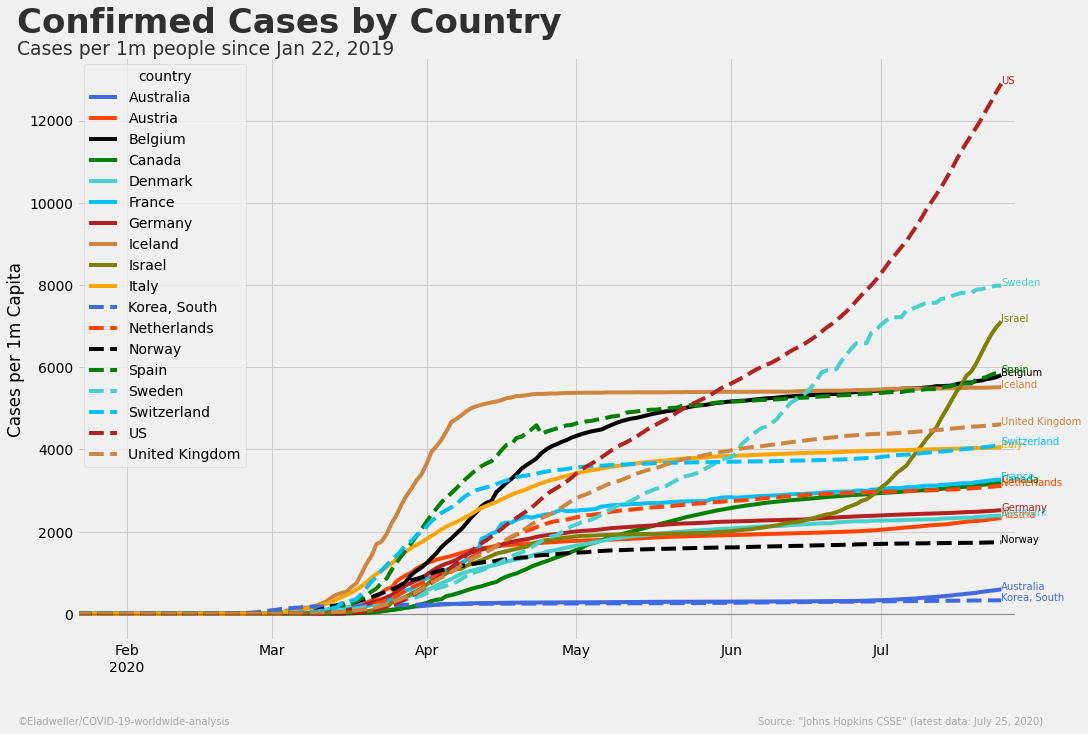 Confirmed Cases by Country
Cases per 1m people since Jan 22, 2019
country
Australia
Austria
Belgium
Canada
Denmark
France
Germany
Iceland
Israel
Italy
Korea, South
Netherlands
Norway
Spain
Sweden
Switzerland
US
United Kingdom
Cases per 1m Capita
12000
10000
8000
6000
4000
2000
0
Feb
2020
Mar
Apr
May
Jun
Jul
US
Sweden
Israel
Spain
Belgium
Iceland
United Kingdom
Switzerland
Italy
France
Canada
Netherlands
Germany
Denmark
Austria
Norway
Australia
Korea, South
©Eladweller/COVID-19-worldwide-analysis
Source: "Johns Hopkins CSSE" (latest data: July 25, 2020)